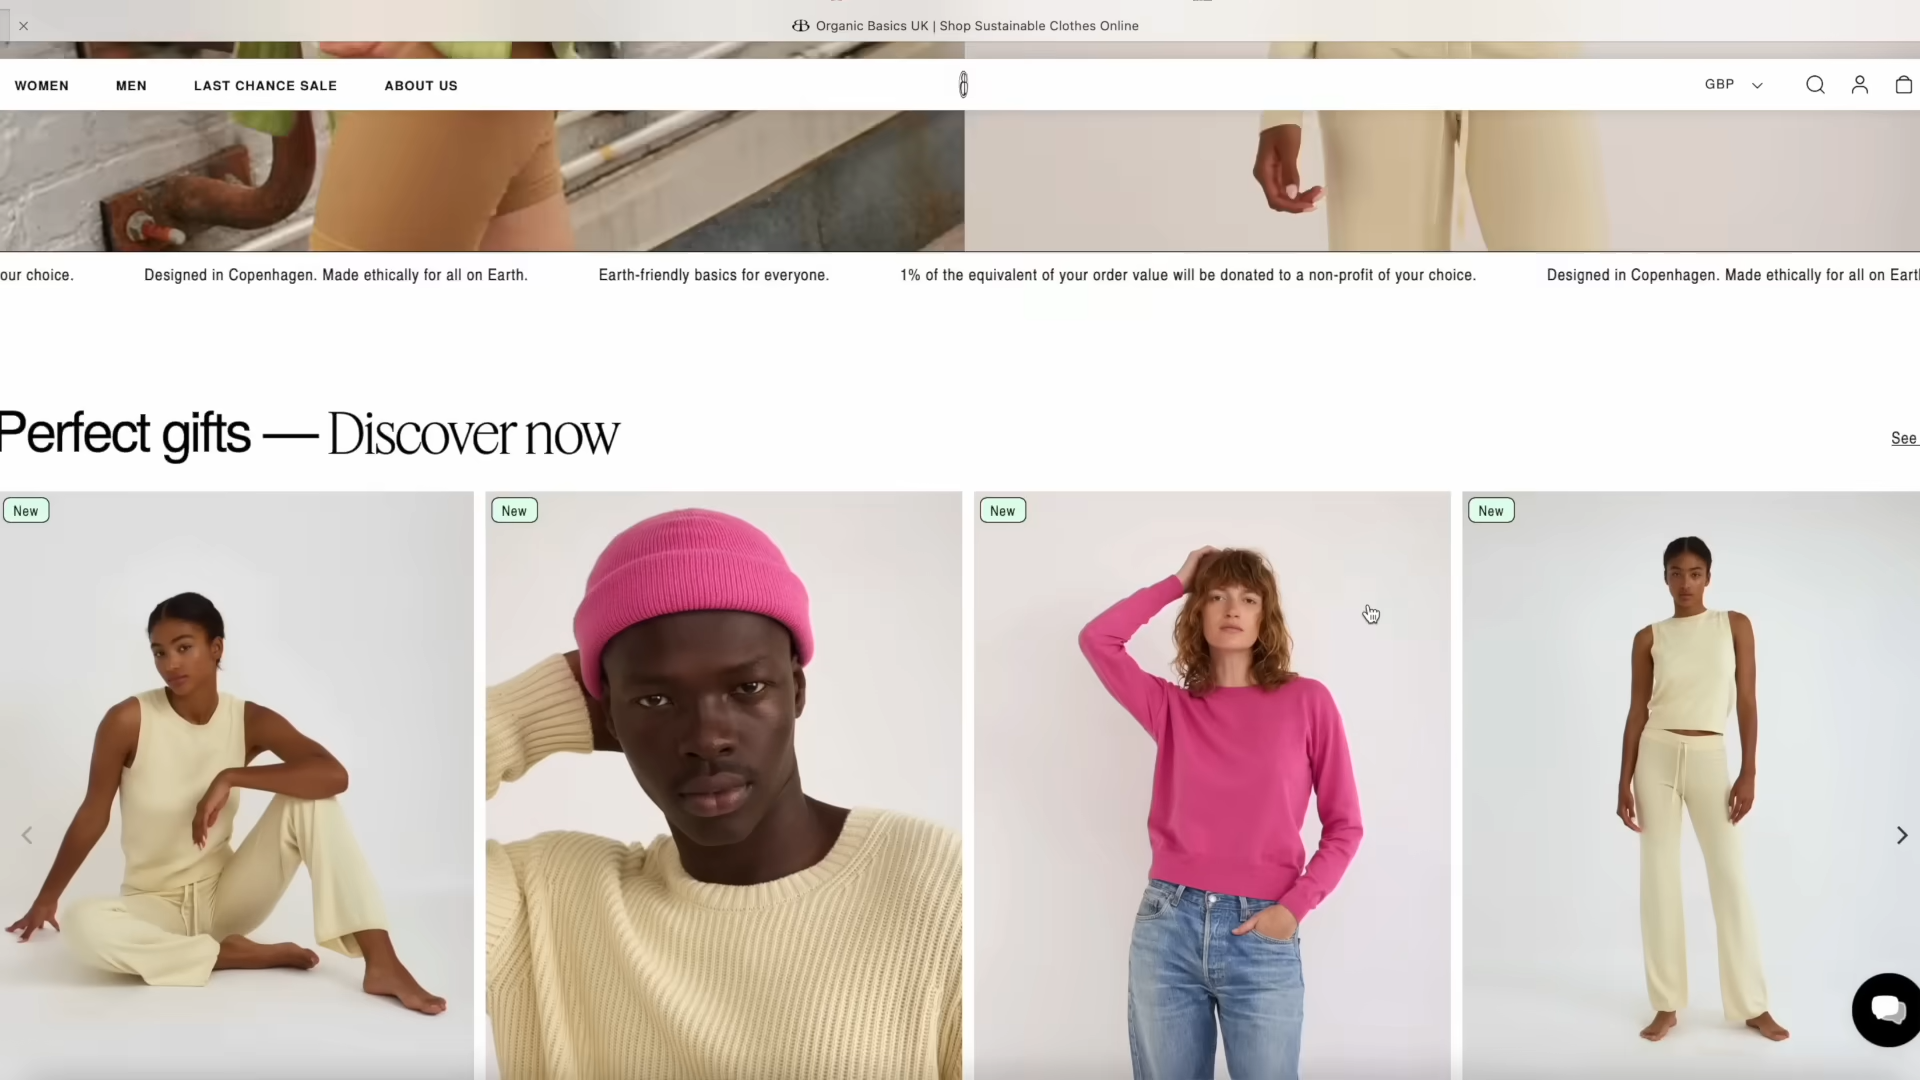 Organic Basics UK | Shop Sustainable Clothes Online
WOMEN MEN LAST CHANCE SALE ABOUT US GBP
our choice. Designed in Copenhagen. Made ethically for all on Earth. Earth-friendly basics for everyone. 1% of the equivalent of your order value will be donated to a non-profit of your choice. Designed in Copenhagen. Made ethically for all on Eart
Perfect gifts — Discover now
See
New New New New